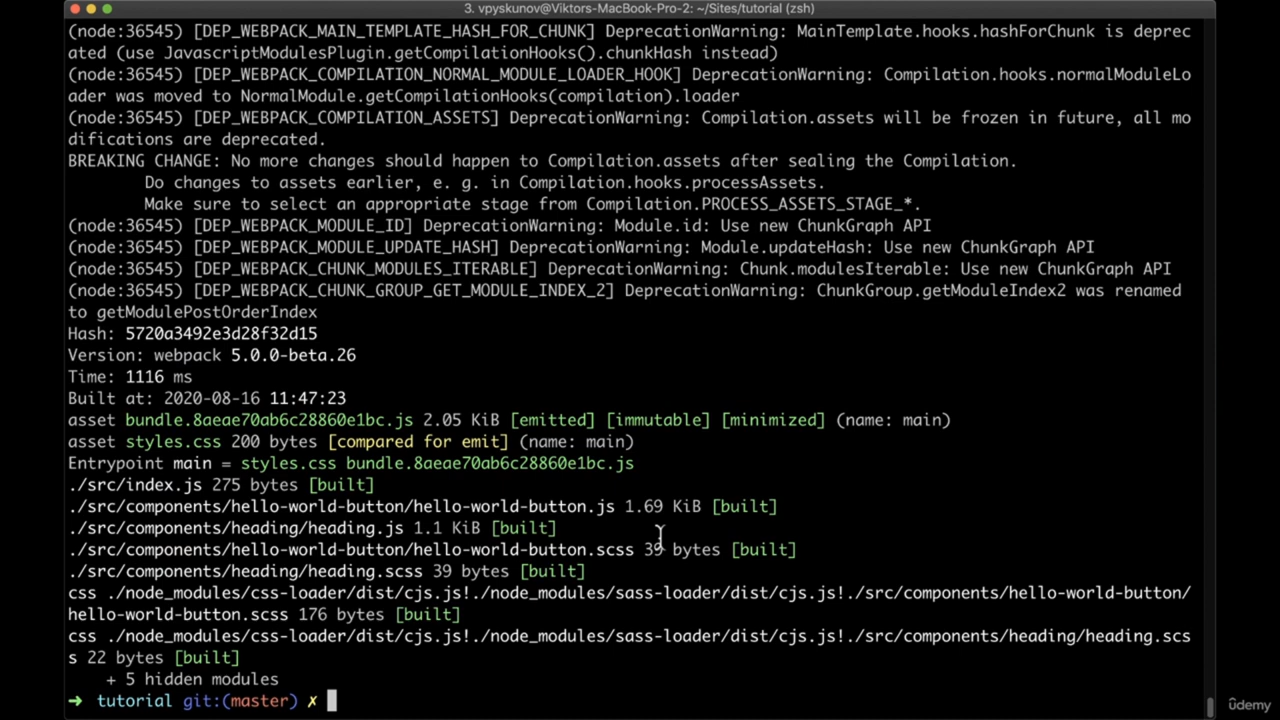 3. vpyskunov@Viktors-MacBook-Pro-2: ~/Sites/tutorial (zsh)
(node:36545) [DEP_WEBPACK_MAIN_TEMPLATE_HASH_FOR_CHUNK] DeprecationWarning: MainTemplate.hooks.hashForChunk is deprec
ated (use JavascriptModulesPlugin.getCompilationHooks().chunkHash instead)
(node:36545) [DEP_WEBPACK_COMPILATION_NORMAL_MODULE_LOADER_HOOK] DeprecationWarning: Compilation.hooks.normalModuleLo
ader was moved to NormalModule.getCompilationHooks(compilation).loader
(node:36545) [DEP_WEBPACK_COMPILATION_ASSETS] DeprecationWarning: Compilation.assets will be frozen in future, all mo
difications are deprecated.
BREAKING CHANGE: No more changes should happen to Compilation.assets after sealing the Compilation.
Do changes to assets earlier, e. g. in Compilation.hooks.processAssets.
Make sure to select an appropriate stage from Compilation.PROCESS_ASSETS_STAGE_*.
(node:36545) [DEP_WEBPACK_MODULE_ID] DeprecationWarning: Module.id: Use new ChunkGraph API
(node:36545) [DEP_WEBPACK_MODULE_UPDATE_HASH] DeprecationWarning: Module.updateHash: Use new ChunkGraph API
(node:36545) [DEP_WEBPACK_CHUNK_MODULES_ITERABLE] DeprecationWarning: Chunk.modulesIterable: Use new ChunkGraph API
(node:36545) [DEP_WEBPACK_CHUNK_GROUP_GET_MODULE_INDEX_2] DeprecationWarning: ChunkGroup.getModuleIndex2 was renamed
to getModulePostOrderIndex
Hash: 5720a3492e3d28f32d15
Version: webpack 5.0.0-beta.26
Time: 1116 ms
Built at: 2020-08-16 11:47:23
asset bundle.8aeae70ab6c28860e1bc.js 2.05 KiB [emitted] [immutable] [minimized] (name: main)
asset styles.css 200 bytes [compared for emit] (name: main)
Entrypoint main = styles.css bundle.8aeae70ab6c28860e1bc.js
./src/index.js 275 bytes [built]
./src/components/hello-world-button/hello-world-button.js 1.69 KiB [built]
./src/components/heading/heading.js 1.1 KiB [built]
./src/components/hello-world-button/hello-world-button.scss 39 bytes [built]
./src/components/heading/heading.scss 39 bytes [built]
css ./node_modules/css-loader/dist/cjs.js!./node_modules/sass-loader/dist/cjs.js!./src/components/hello-world-button/
hello-world-button.scss 176 bytes [built]
css ./node_modules/css-loader/dist/cjs.js!./node_modules/sass-loader/dist/cjs.js!./src/components/heading/heading.scs
s 22 bytes [built]
+ 5 hidden modules
➜ tutorial git:(master) ✗
ûdemy